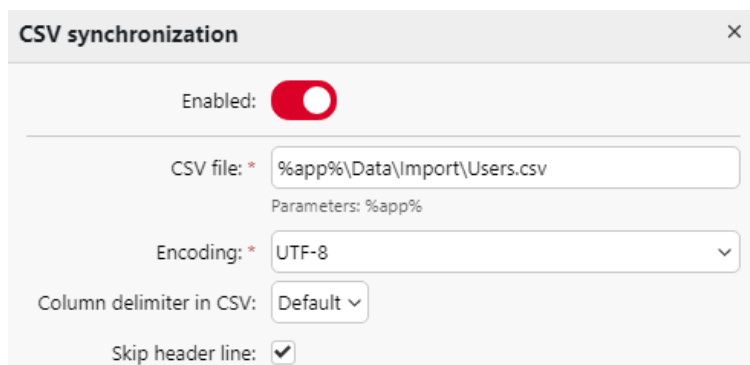 CSV synchronization
Enabled:
CSV file: * %app%\Data\Import\Users.csv
Parameters: %app%
Encoding: * UTF-8
Column delimiter in CSV: Default
Skip header line: